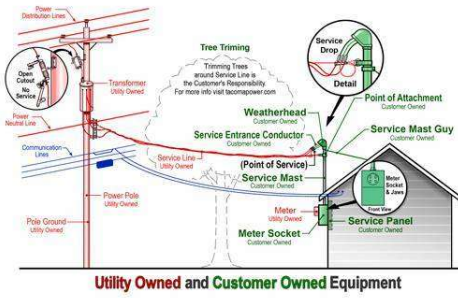 Power
Distribution Lines
Open
Cutout
No
Service
Transformer
Utility Owned
Power
Neutral Line
Communication
Lines
Service Line
Utility Owned
Power Pole
Utility Owned
Pole Ground
Utility Owned
Tree Triming
Trimming Trees
around Service Line is
the Customer's Responsibility.
For more info visit tacomapower.com
Service
Drop
Detail
Point of Attachment
Customer Owned
Weatherhead
Customer Owned
Service Entrance Conductor
Customer Owned
(Point of Service)
Service Mast Guy
Customer Owned
Service Mast
Customer Owned
Meter
Utility Owned
Meter Socket
Customer Owned
Meter
Socket
& Jaws
Front View
Service Panel
Customer Owned
Utility Owned and Customer Owned Equipment